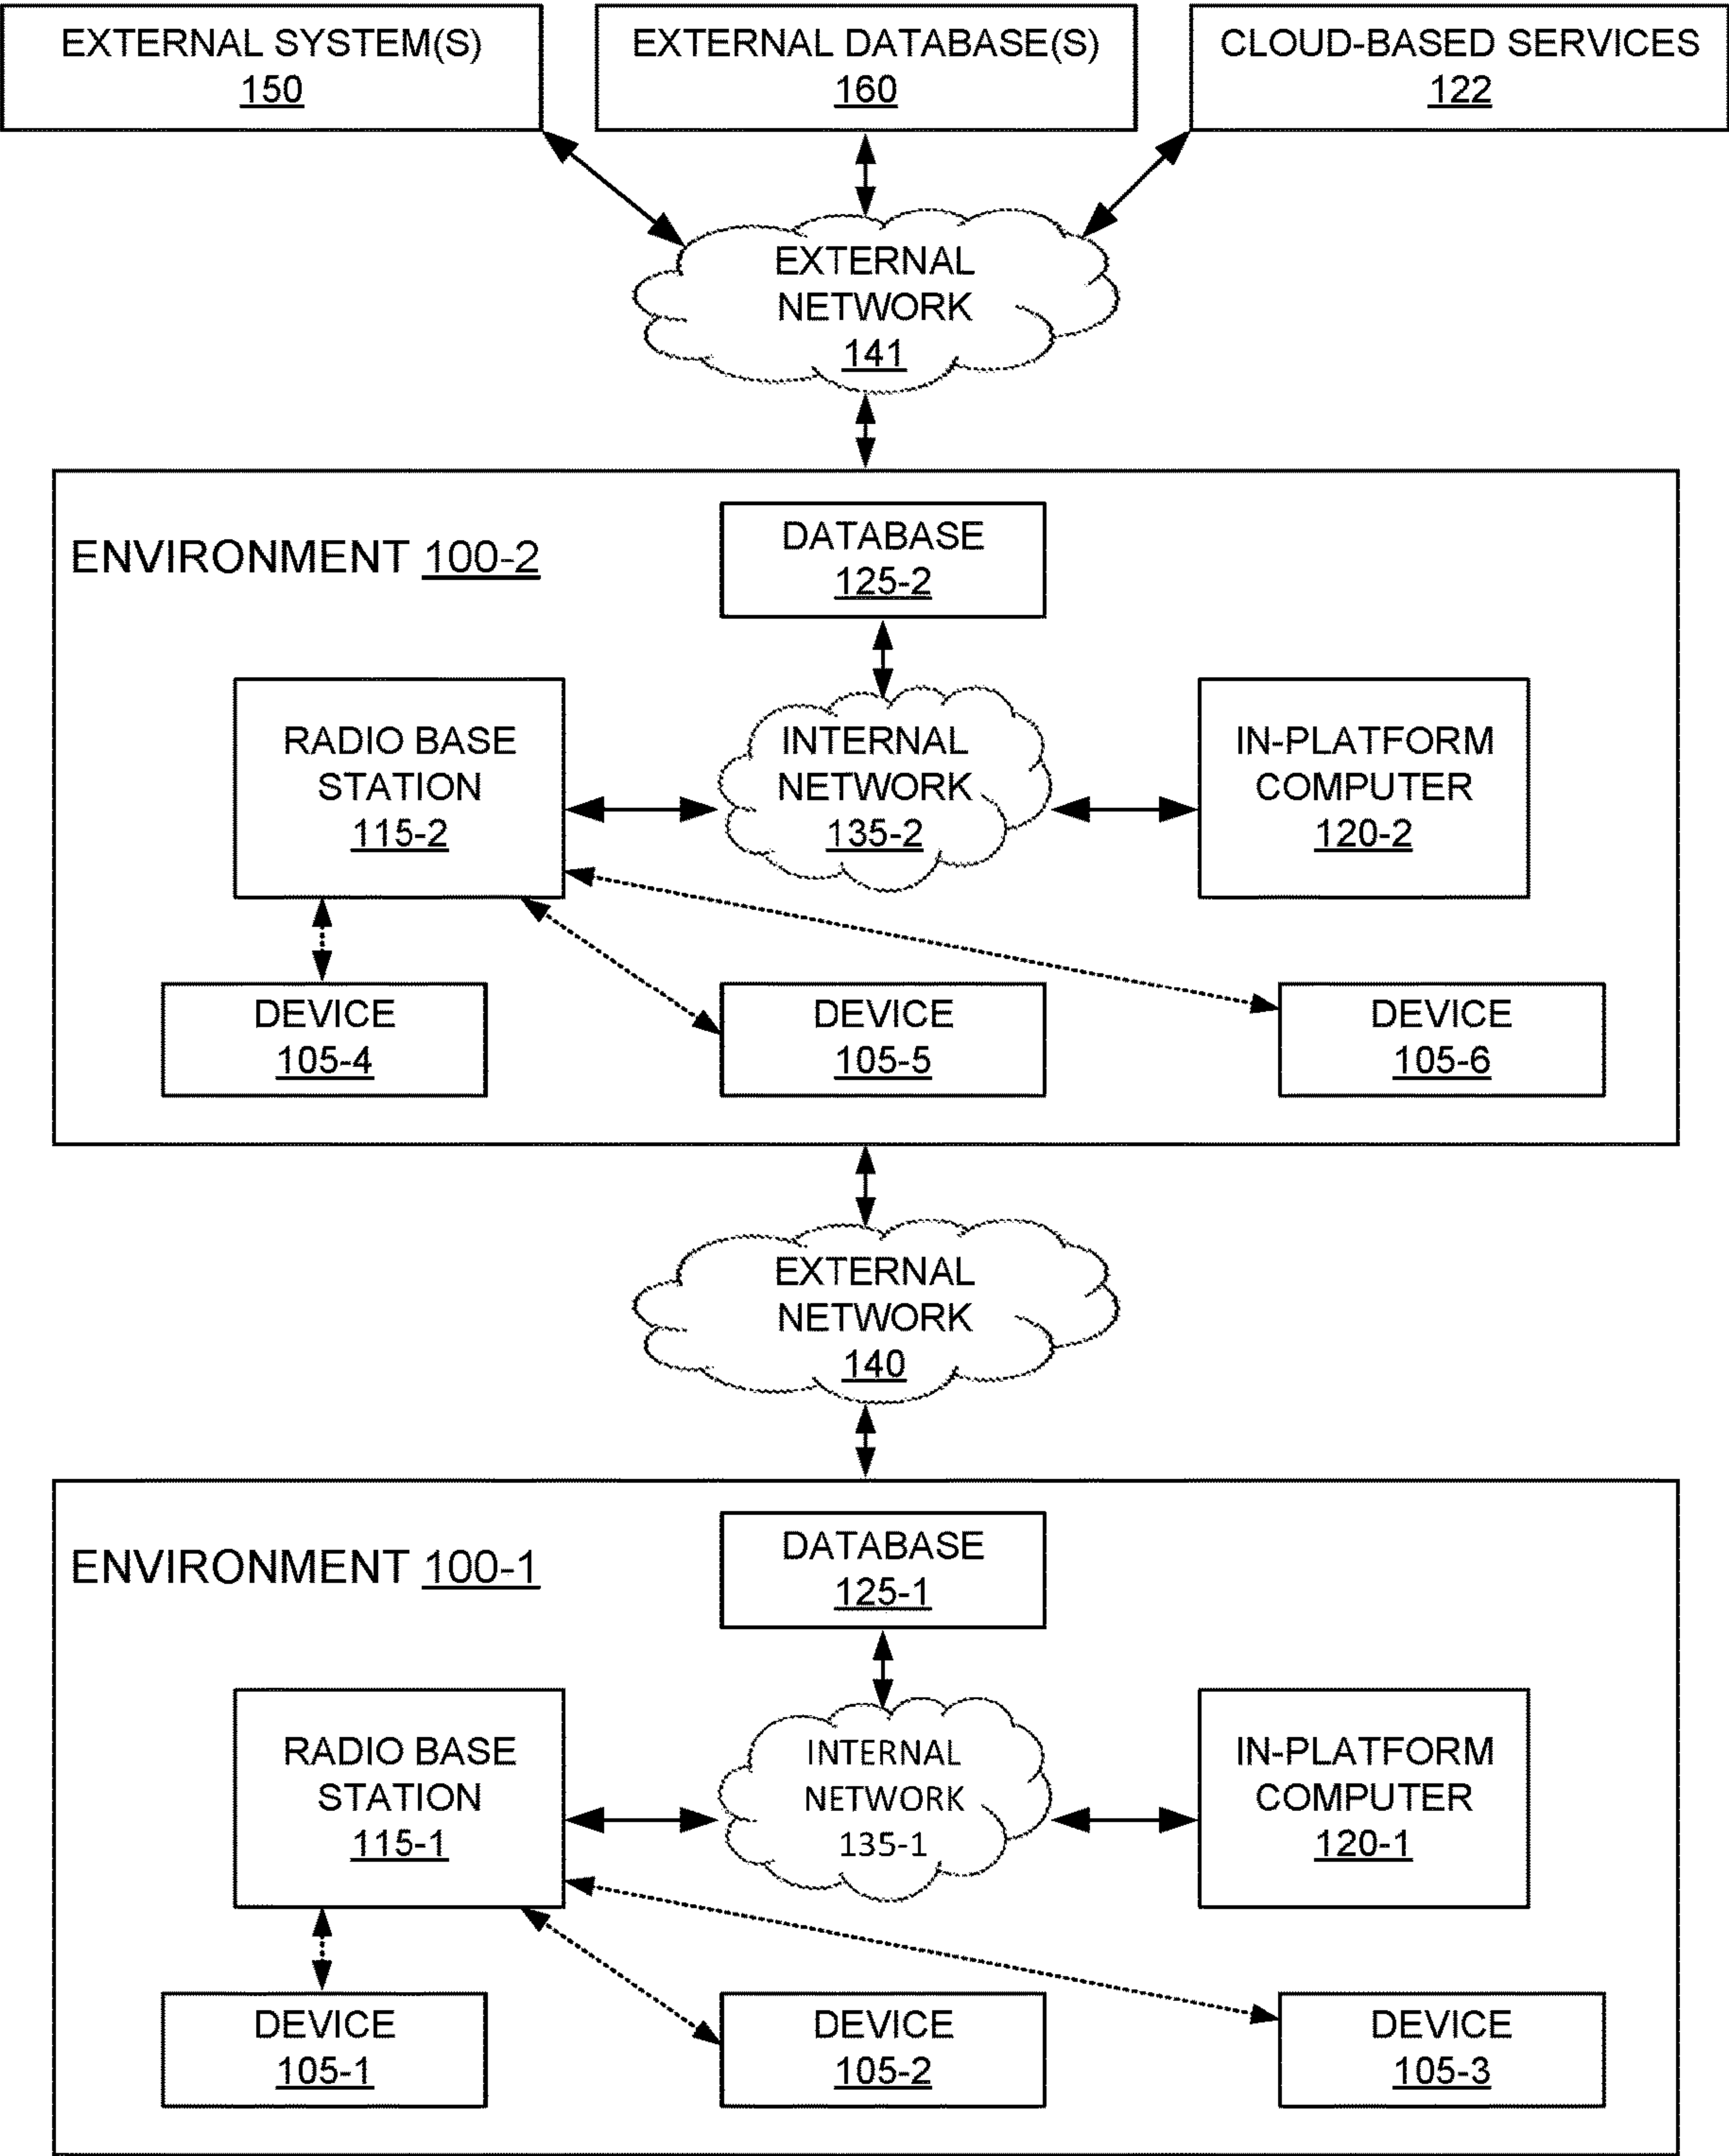 EXTERNAL SYSTEM(S)
150
EXTERNAL DATABASE(S)
160
CLOUD-BASED SERVICES
122
EXTERNAL
NETWORK
141
ENVIRONMENT 100-2
DATABASE
125-2
RADIO BASE
STATION
115-2
INTERNAL
NETWORK
135-2
IN-PLATFORM
COMPUTER
120-2
DEVICE
105-4
DEVICE
105-5
DEVICE
105-6
EXTERNAL
NETWORK
140
ENVIRONMENT 100-1
DATABASE
125-1
RADIO BASE
STATION
115-1
INTERNAL
NETWORK
135-1
IN-PLATFORM
COMPUTER
120-1
DEVICE
105-1
DEVICE
105-2
DEVICE
105-3